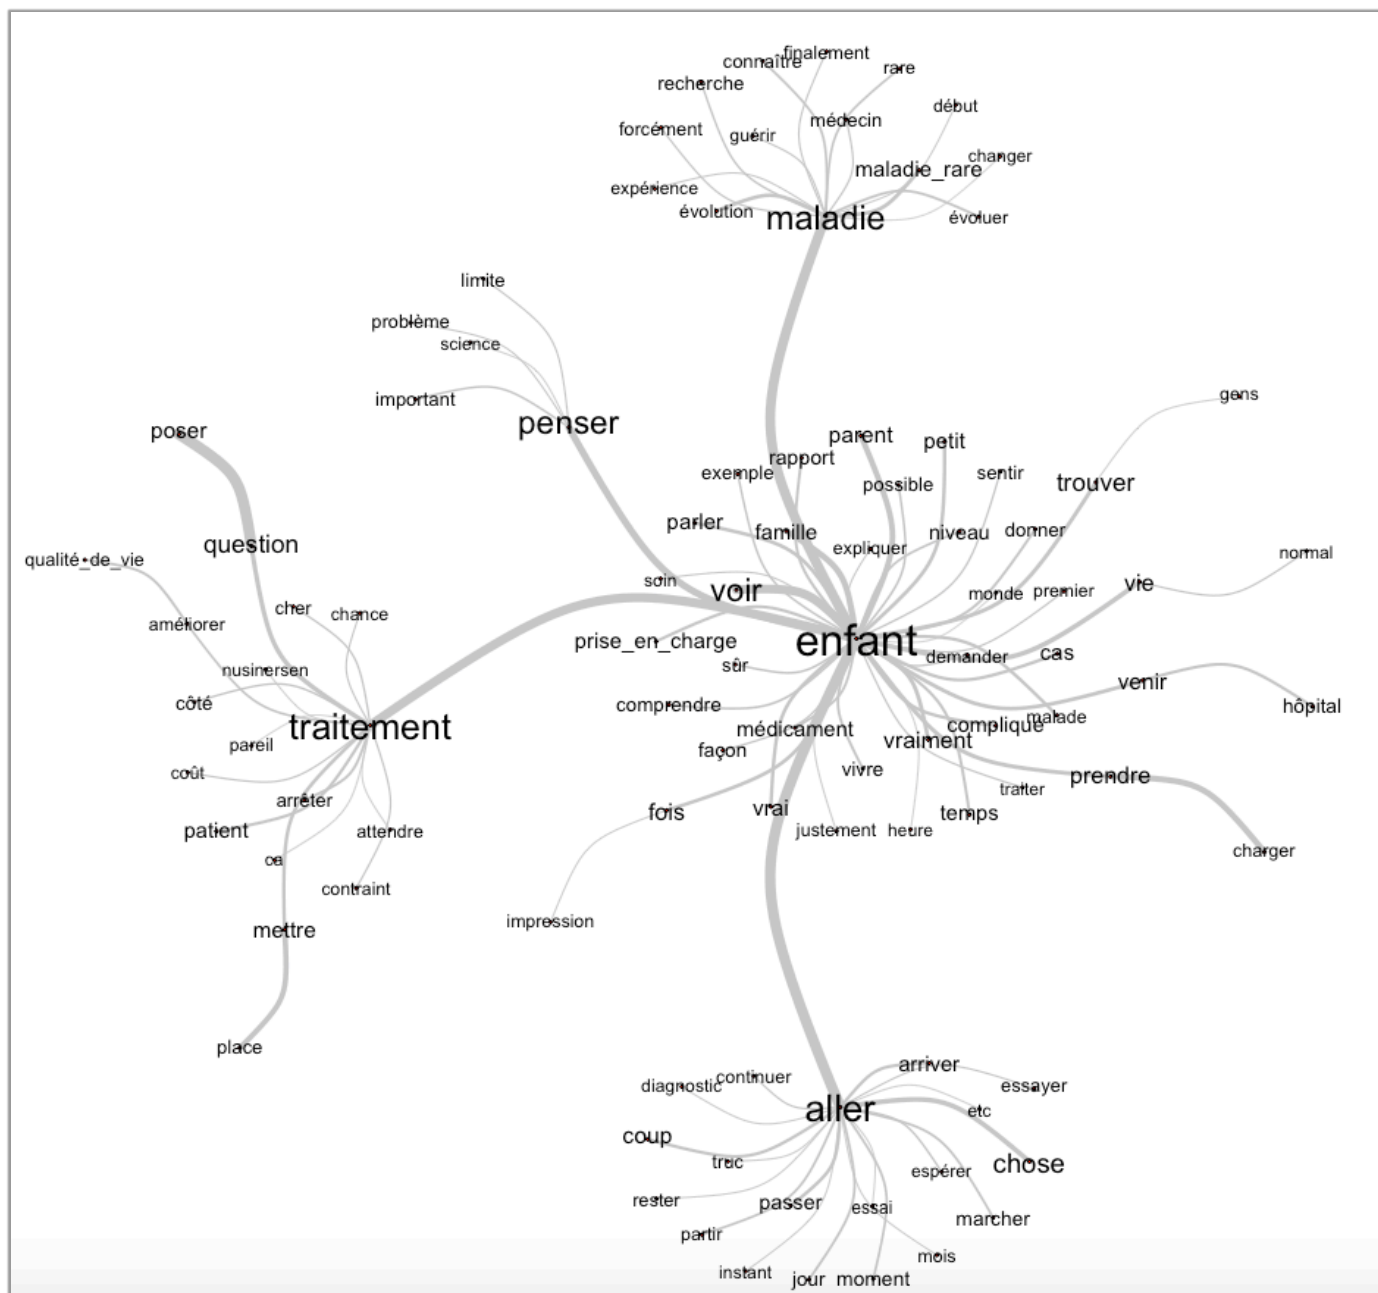 finalement
connaître
rare
recherche
début
médecin
forcément
guérir
changer
maladie_rare
expérience
évolution
maladie
évoluer
limite
problème
science
gens
important
penser
poser
parent
petit
rapport
exemple
sentir
possible
trouver
parler
famille
niveau
donner
question
expliquer
normal
qualité_de_vie
soin
voir
vie
monde
premier
cher
chance
améliorer
prise_en_charge
enfant
demander
cas
sûr
nusinersen
venir
côté
comprendre
hôpital
malade
traitement
médicament
compliqué
vraiment
pareil
façon
coût
vivre
prendre
traiter
arrêter
fois
vrai
temps
patient
attendre
justement
heure
charger
ca
contraint
impression
mettre
place
arriver
continuer
diagnostic
essayer
aller
etc
coup
truc
chose
espérer
rester
passer
essai
marcher
partir
mois
instant
jour
moment